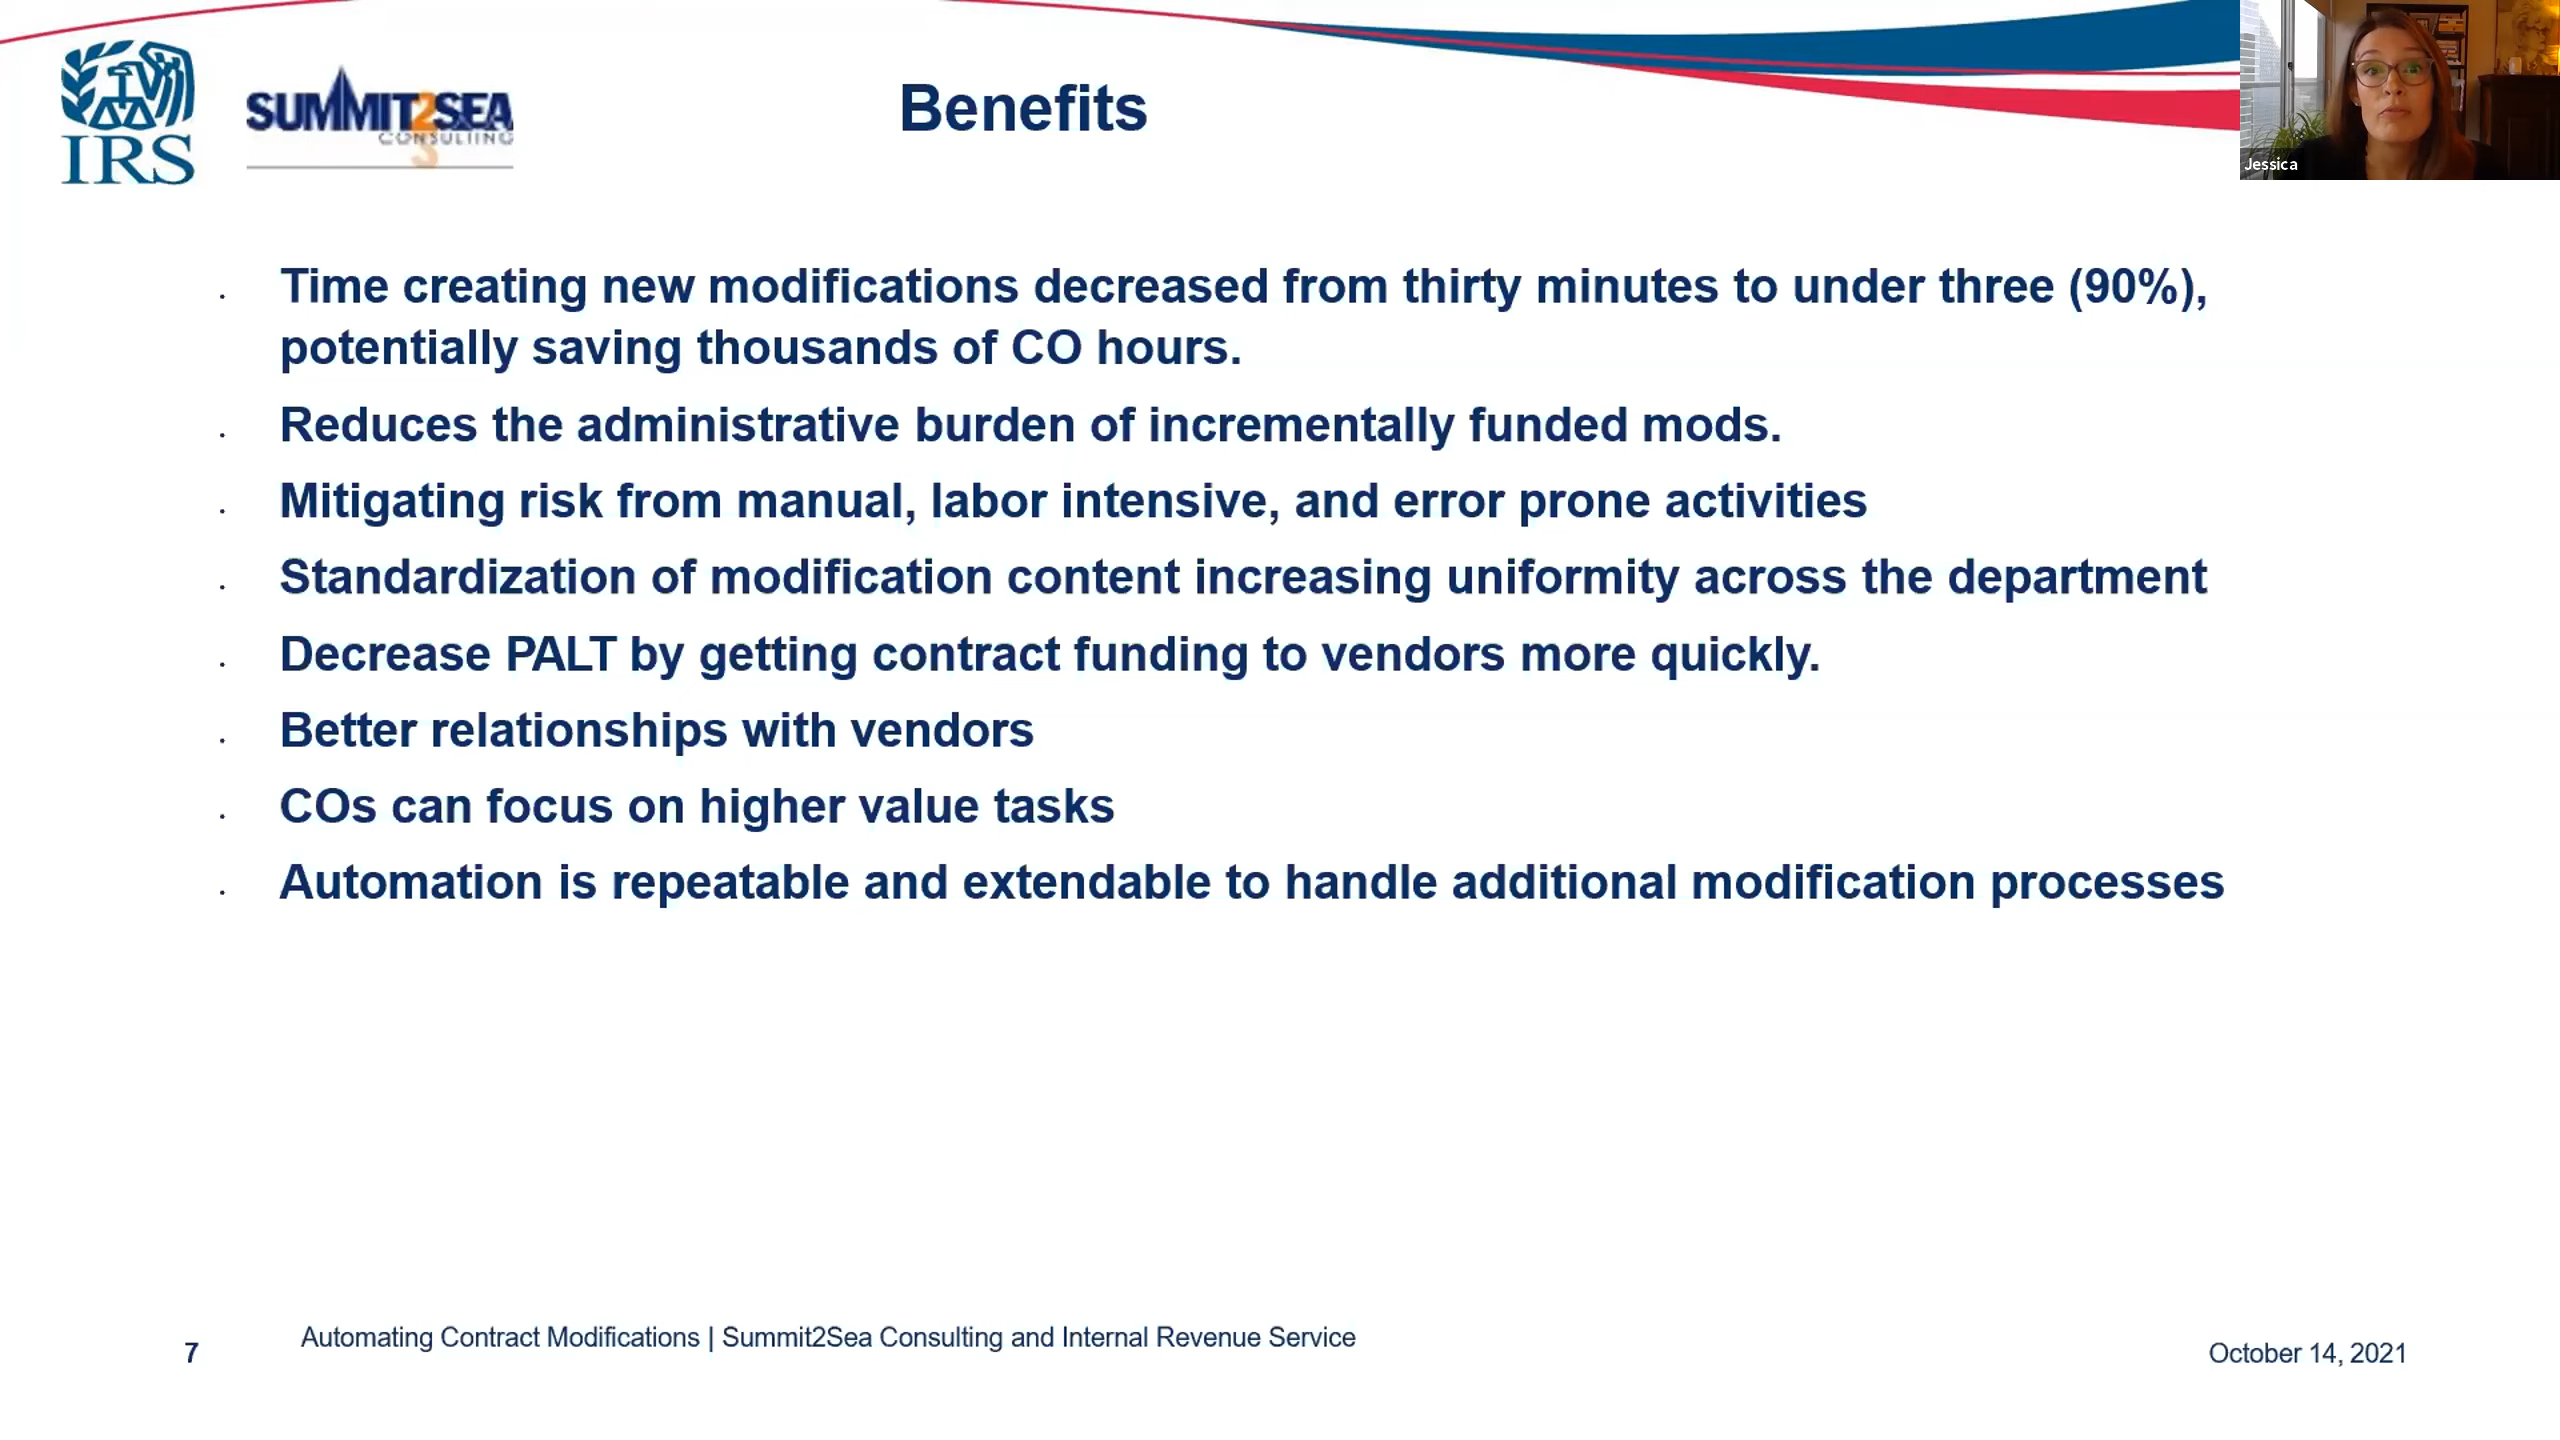 IRS
SUMMIT2SEA
CONSULTING
Benefits
Jessica
Time creating new modifications decreased from thirty minutes to under three (90%),
potentially saving thousands of CO hours.
Reduces the administrative burden of incrementally funded mods.
Mitigating risk from manual, labor intensive, and error prone activities
Standardization of modification content increasing uniformity across the department
Decrease PALT by getting contract funding to vendors more quickly.
Better relationships with vendors
COs can focus on higher value tasks
Automation is repeatable and extendable to handle additional modification processes
7
Automating Contract Modifications | Summit2Sea Consulting and Internal Revenue Service
October 14, 2021